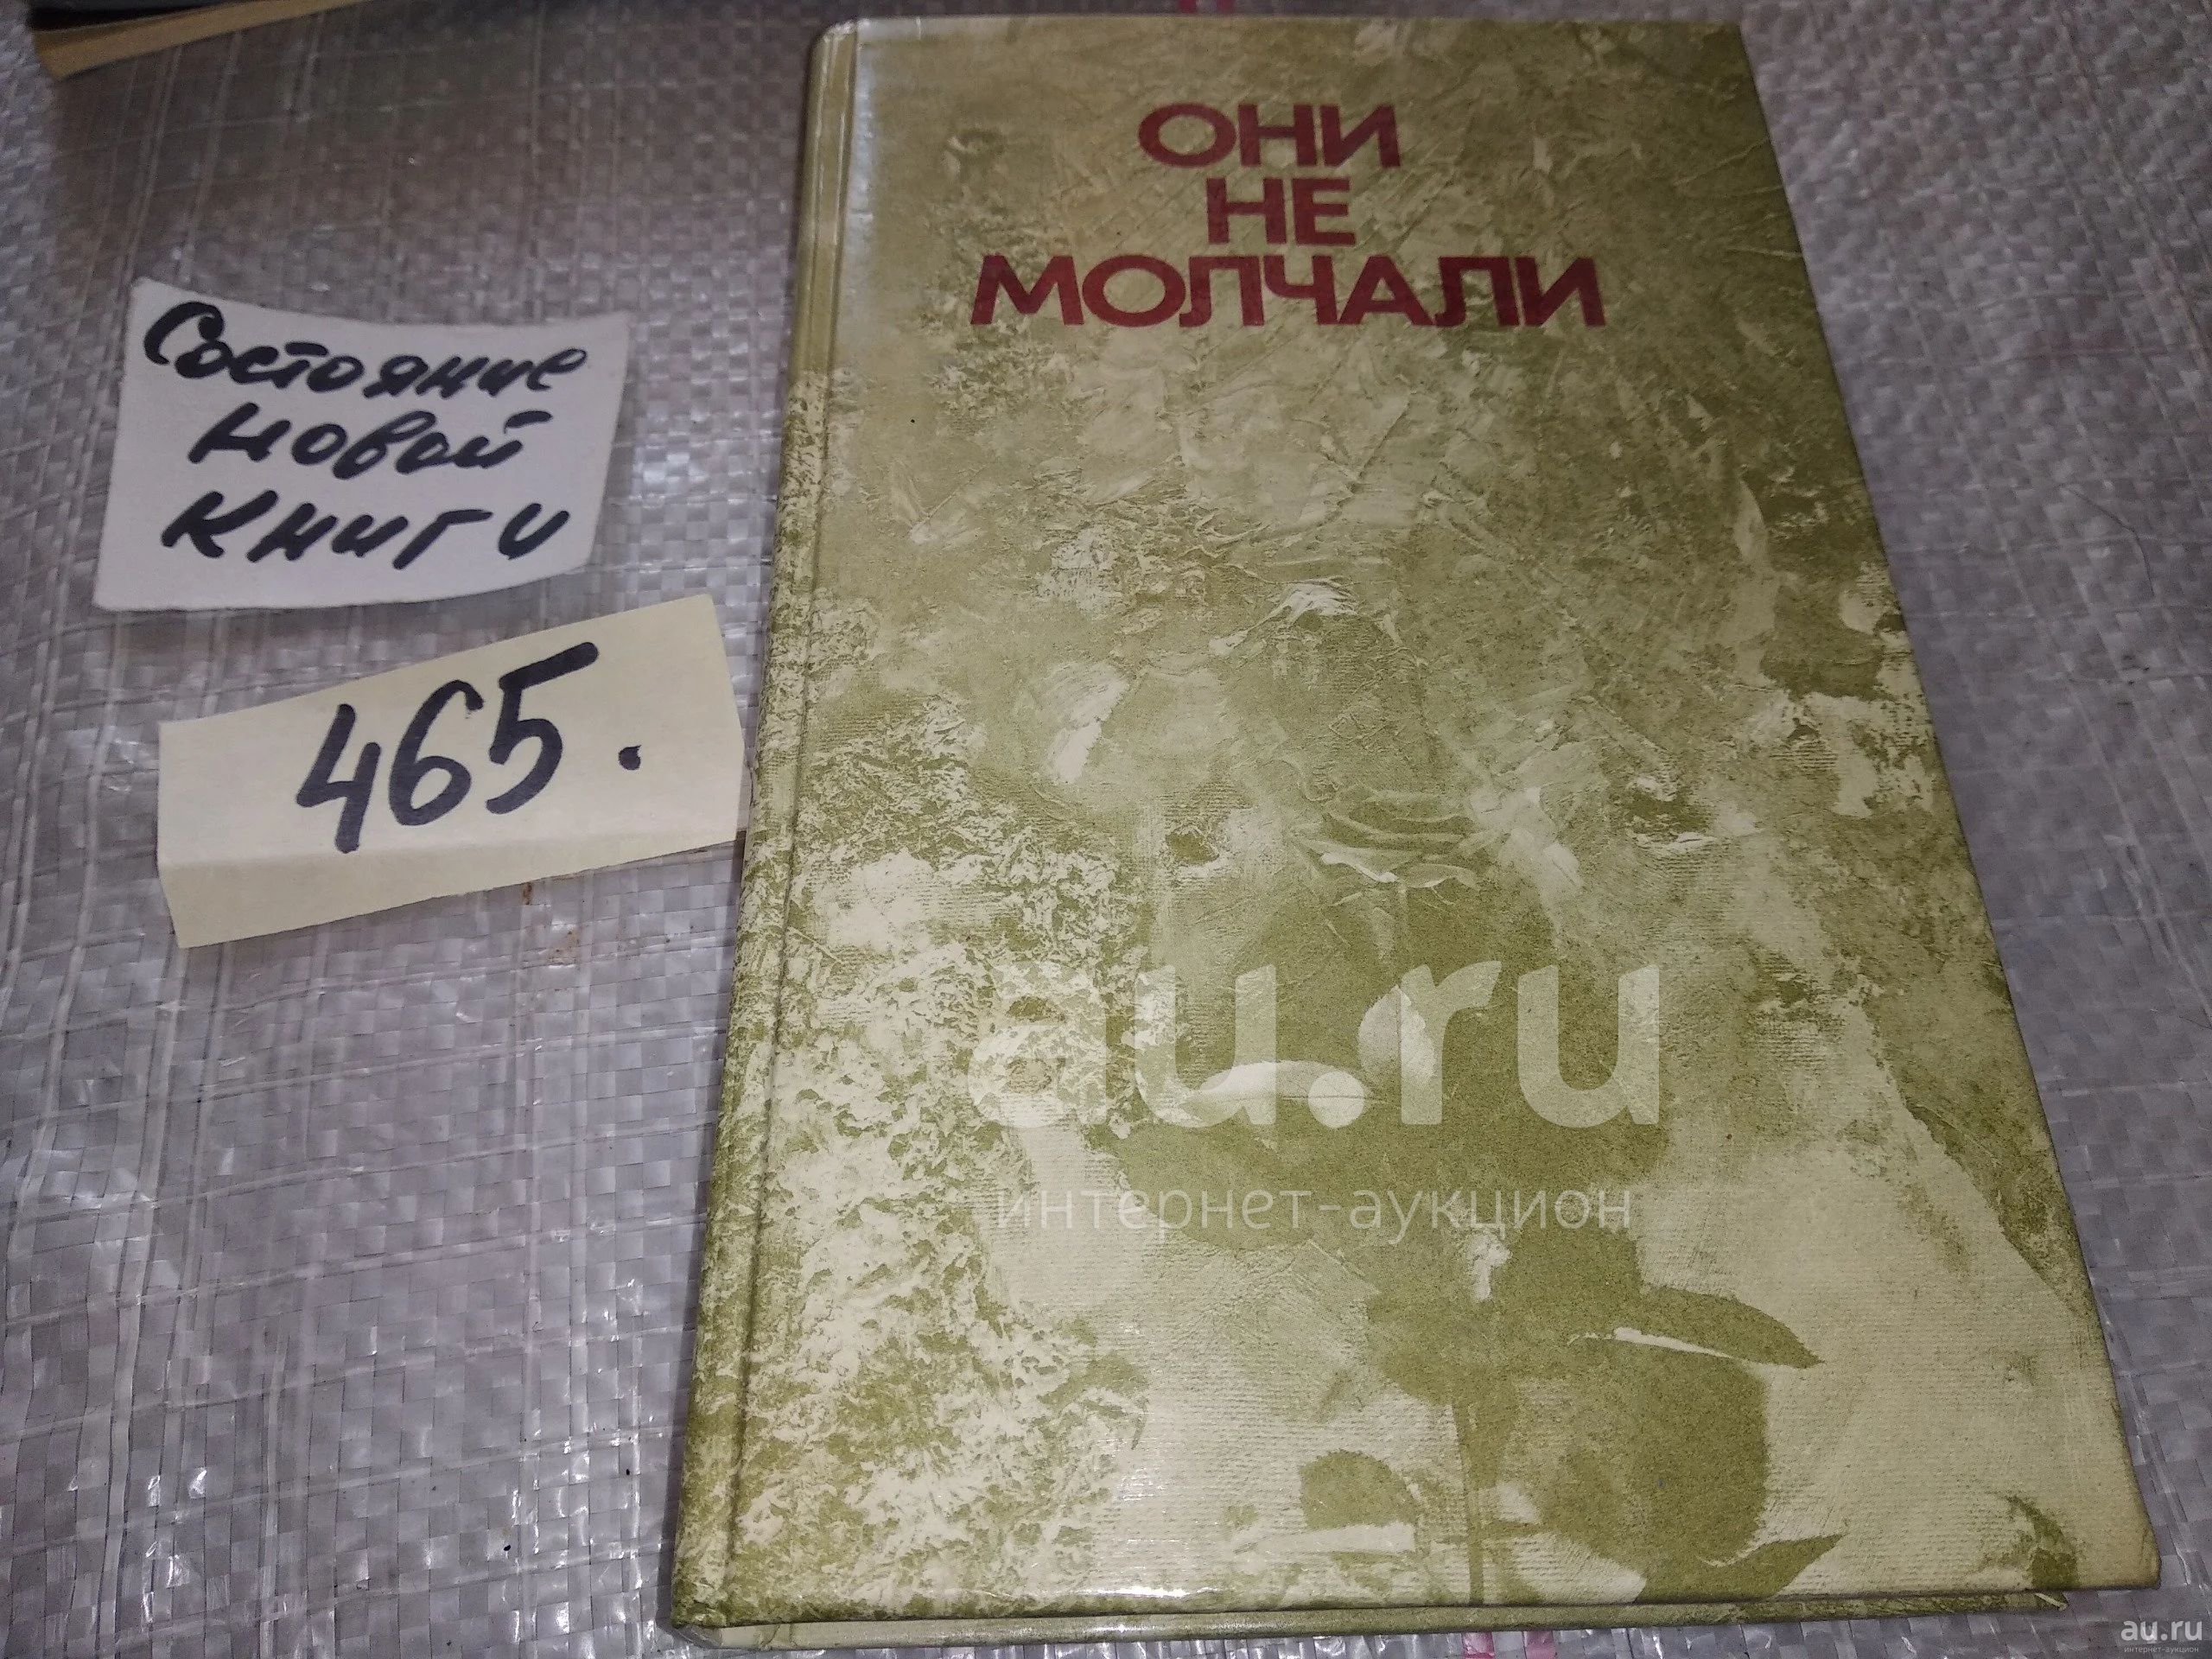 ОНИ
НЕ
МОЛЧАЛИ
Состояние
новой
книги
465.
au.ru
интернет-аукцион
au.ru
интернет-аукцион